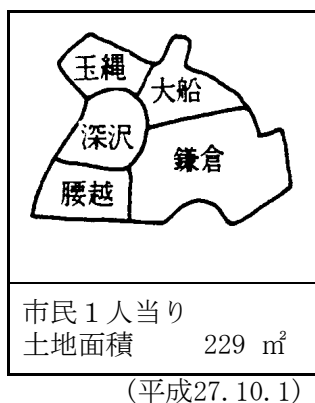 玉縄
大船
深沢
鎌倉
腰越
市民１人当り
土地面積　　229 ㎡
(平成27.10.1)